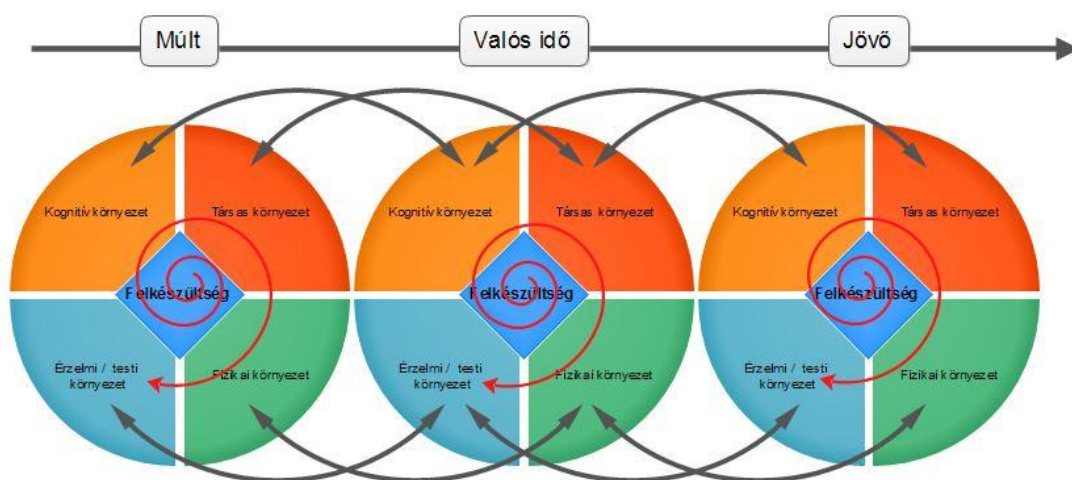 Múlt
Valós idő
Jövő
Kognitív környezet
Társas környezet
Felkészültség
Érzelmi / testi
környezet
Fizikai környezet
Kognitív környezet
Társas környezet
Felkészültség
Érzelmi / testi
környezet
Fizikai környezet
Kognitív környezet
Társas környezet
Felkészültség
Érzelmi / testi
környezet
Fizikai környezet